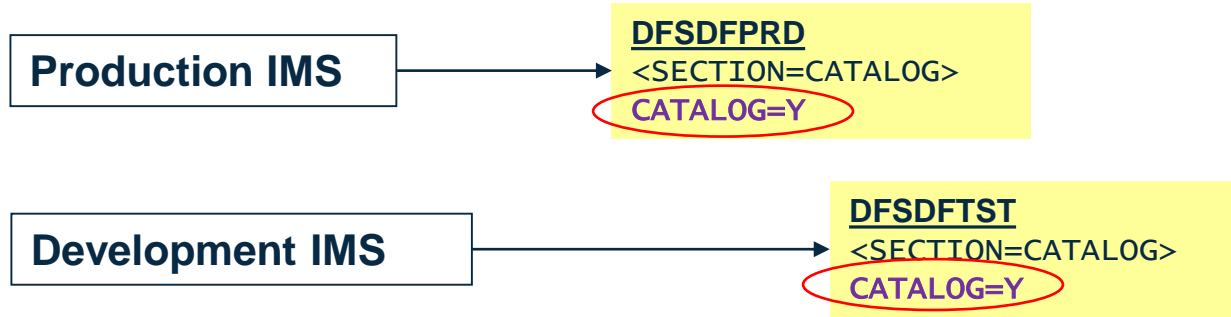 Production IMS
DFSDFPRD
<SECTION=CATALOG>
CATALOG=Y
Development IMS
DFSDFTST
<SECTION=CATALOG>
CATALOG=Y